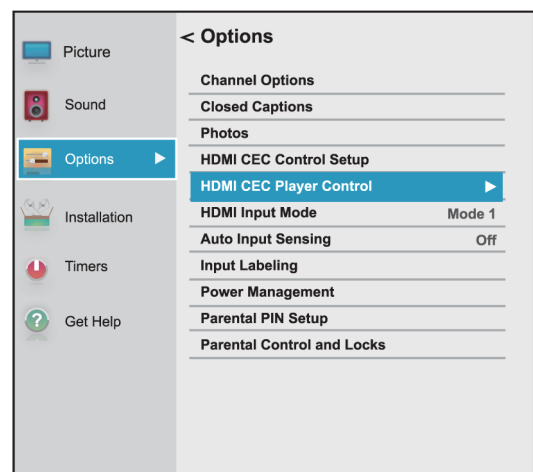 Picture
Sound
Options
Installation
Timers
Get Help
< Options
Channel Options
Closed Captions
Photos
HDMI CEC Control Setup
HDMI CEC Player Control
HDMI Input Mode Mode 1
Auto Input Sensing Off
Input Labeling
Power Management
Parental PIN Setup
Parental Control and Locks